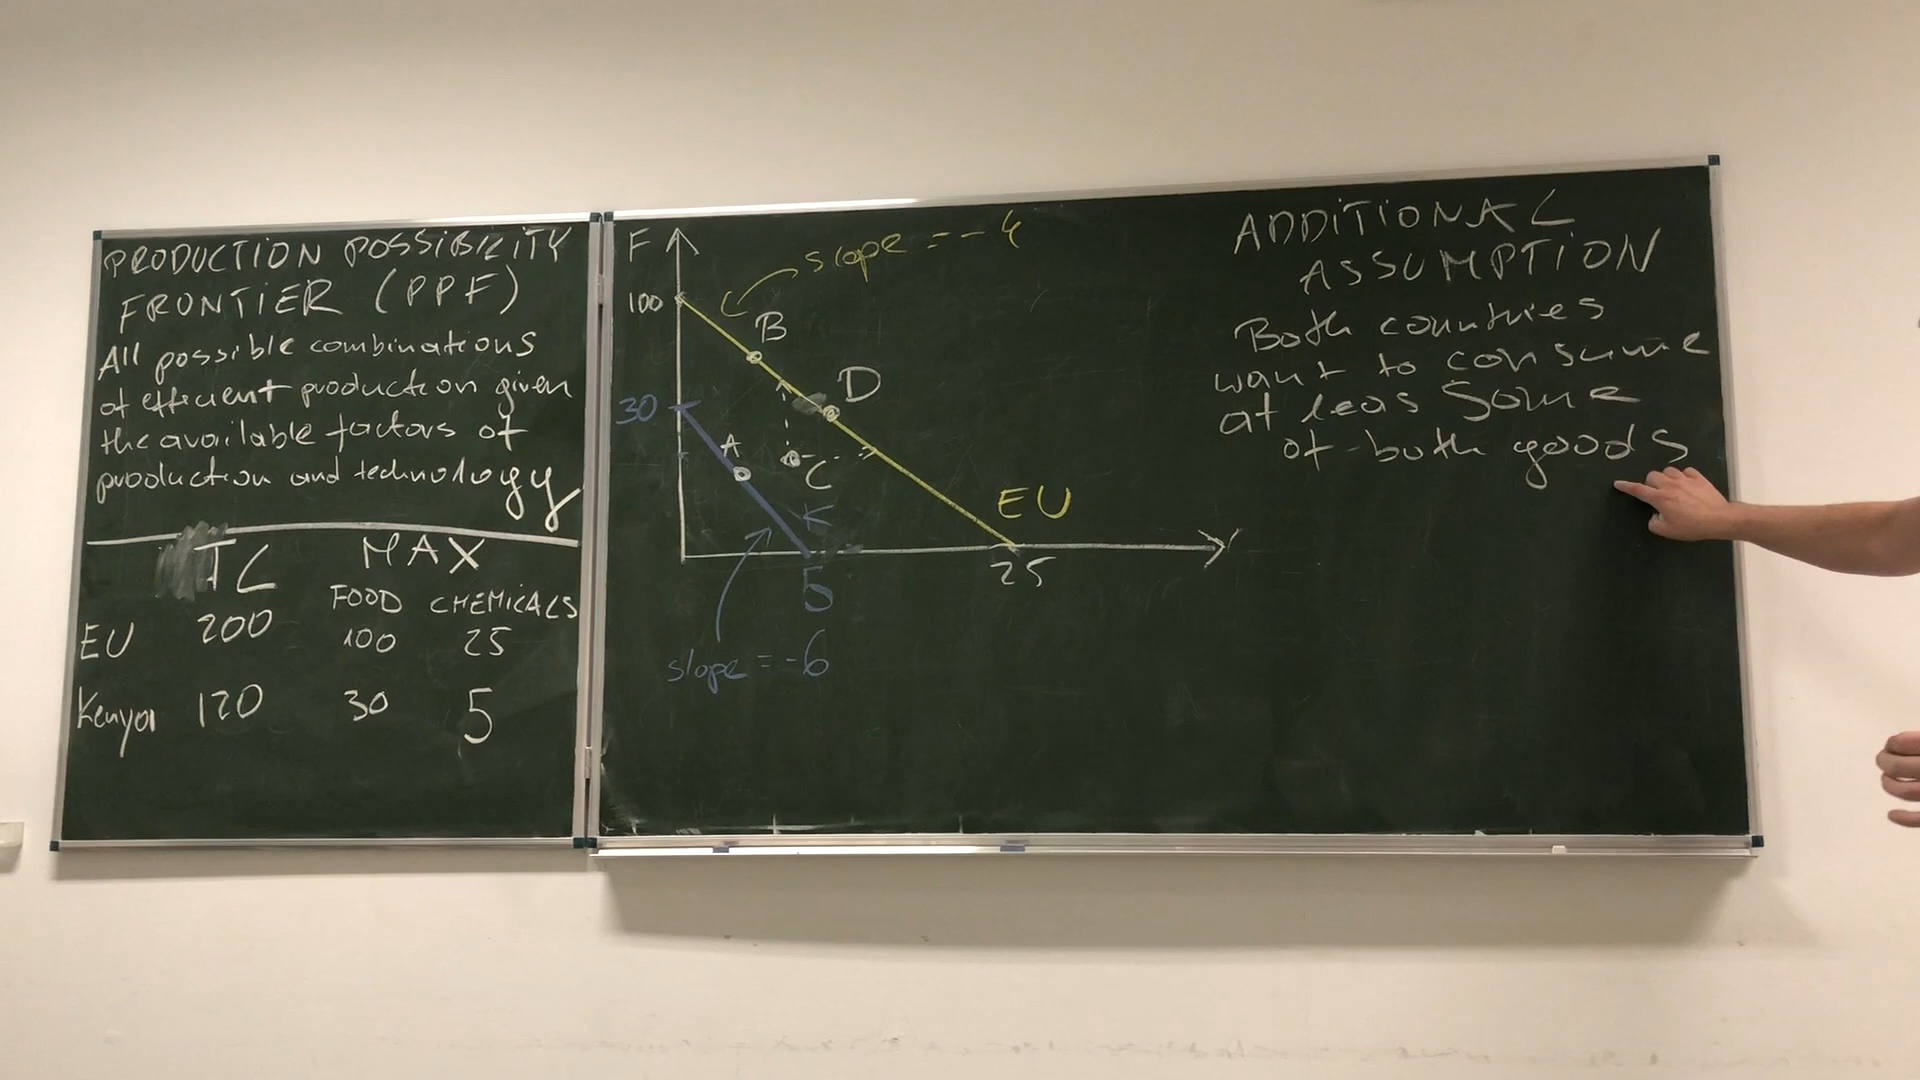 PRODUCTION POSSIBILITY
FRONTIER (PPF)
All possible combinations
of efficient production given
the available factors of
production and technology
TL MAX
FOOD CHEMICALS
EU 200 100 25
Kenya 120 30 5
F
slope = -4
100
B
D
30
A
C
K
EU
5
25
slope = -6
ADDITIONAL
ASSUMPTION
Both countries
want to consume
at leas some
of both goods